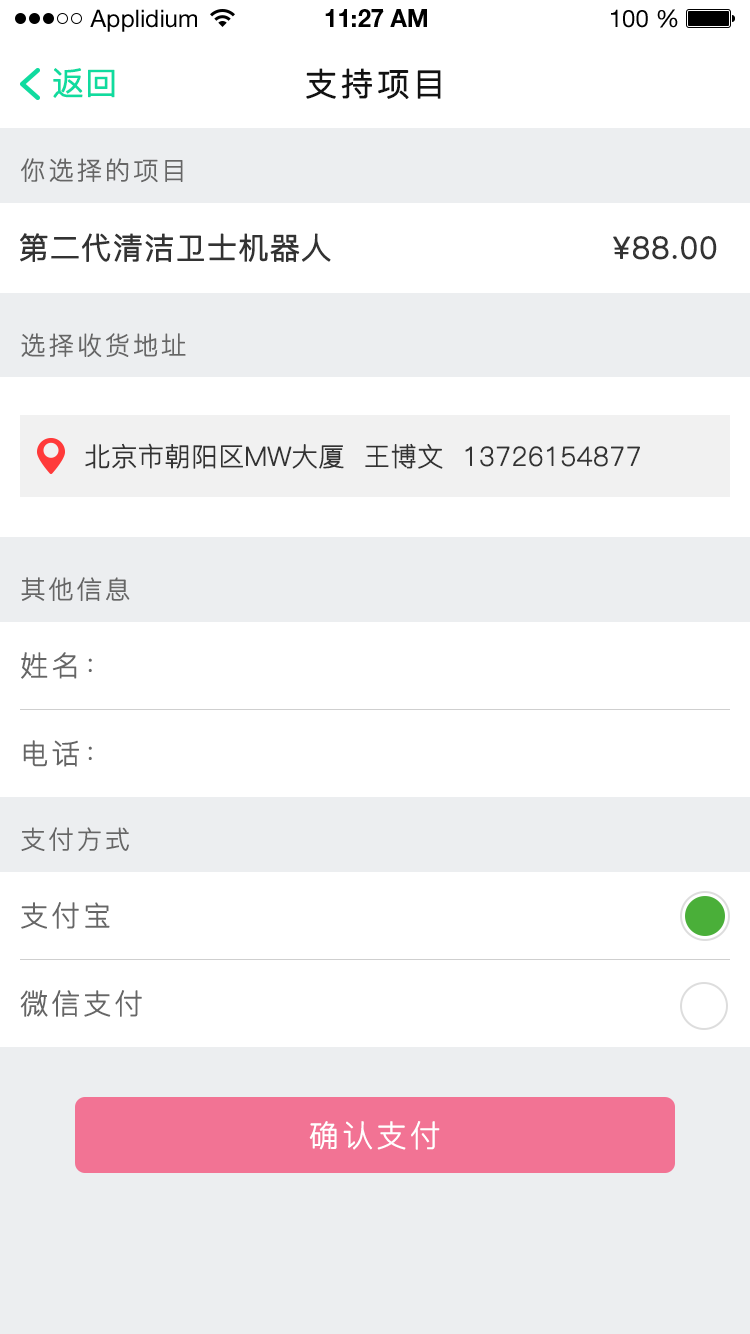 Applidium 11:27 AM 100 %
返回 支持项目
你选择的项目
第二代清洁卫士机器人 ¥88.00
选择收货地址
北京市朝阳区MW大厦 王博文 13726154877
其他信息
姓名:
电话:
支付方式
支付宝
微信支付
确认支付